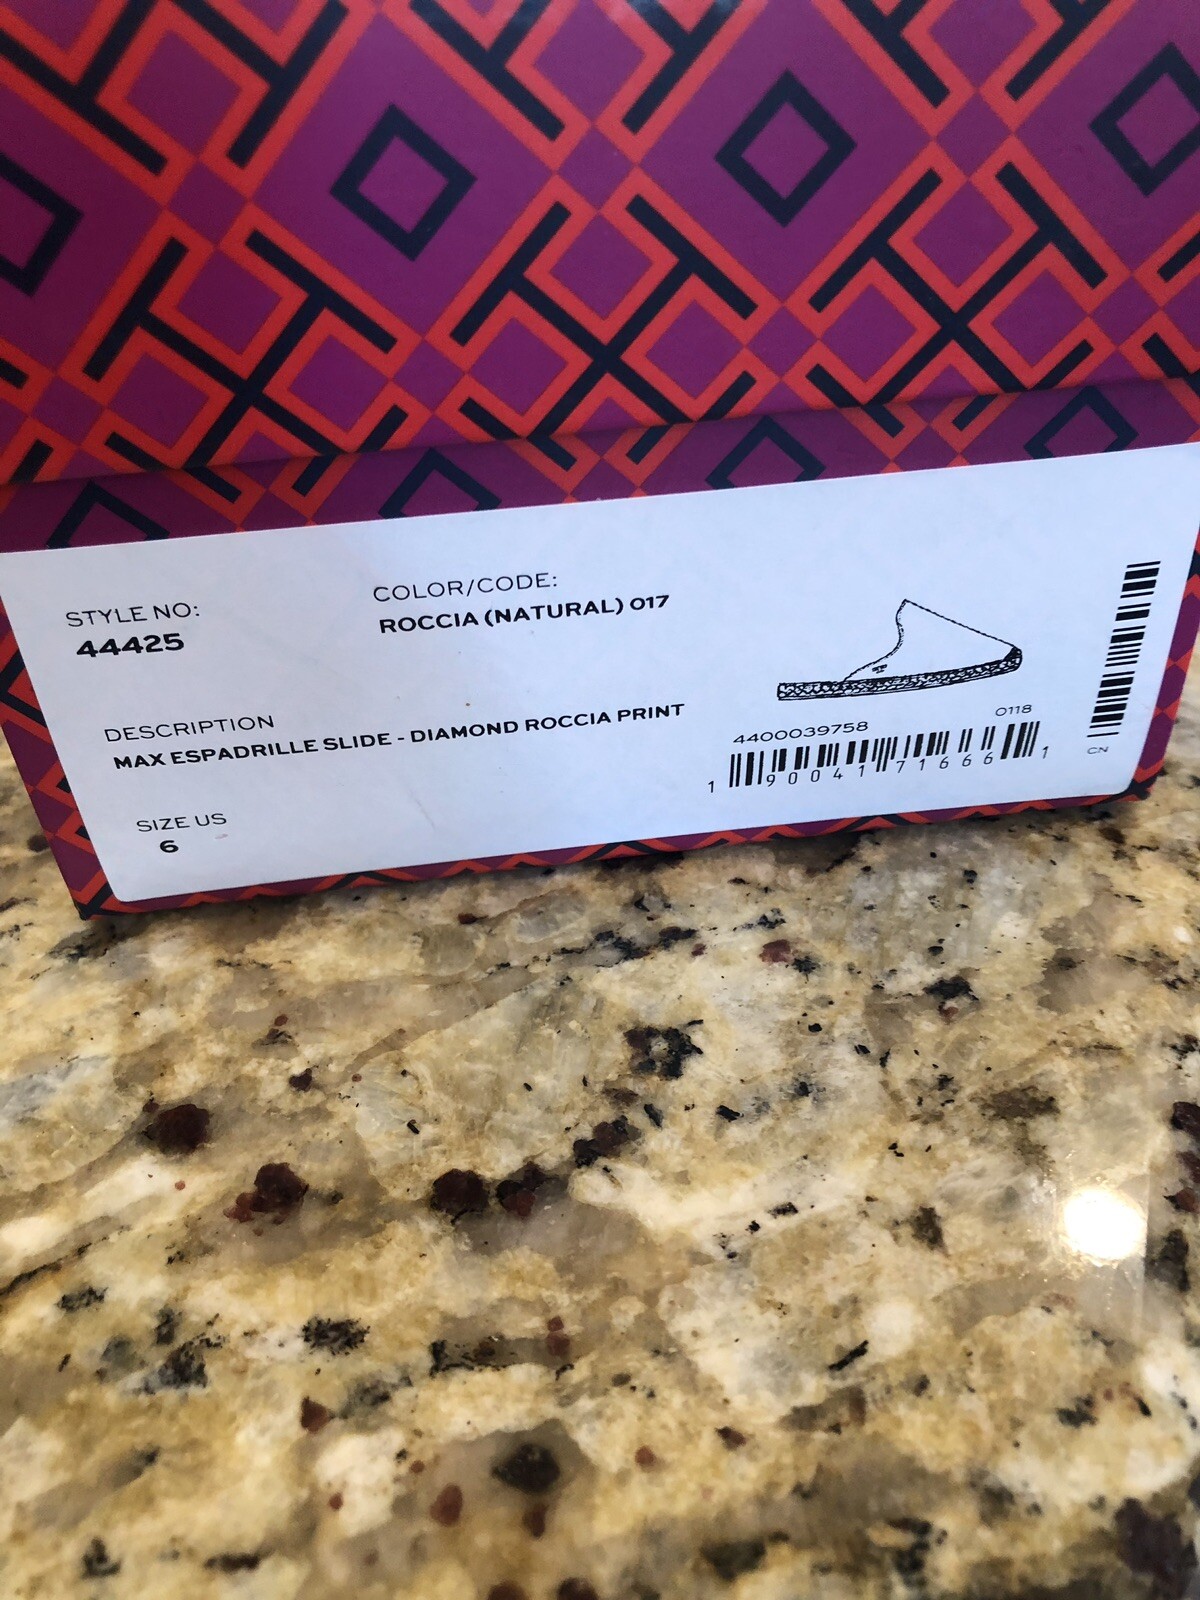 STYLE NO:
44425
COLOR/CODE:
ROCCIA (NATURAL) 017
DESCRIPTION
MAX ESPADRILLE SLIDE - DIAMOND ROCCIA PRINT
SIZE US
6
4400039758
0118
1 90041 71666 1
CN